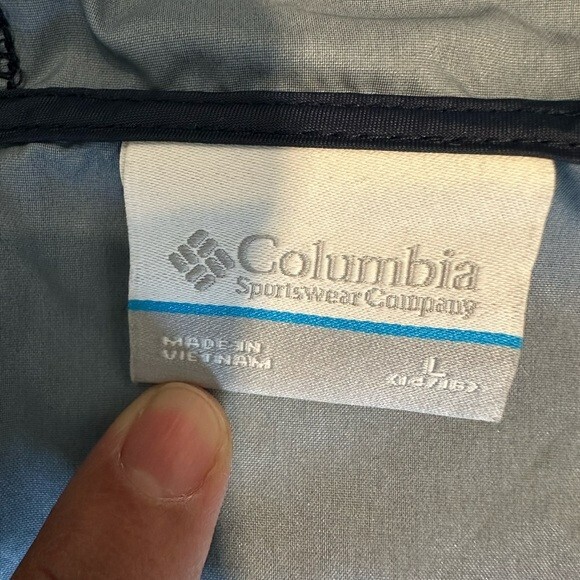 Columbia
Sportswear Company
MADE IN
VIETNAM
L
<14/16>